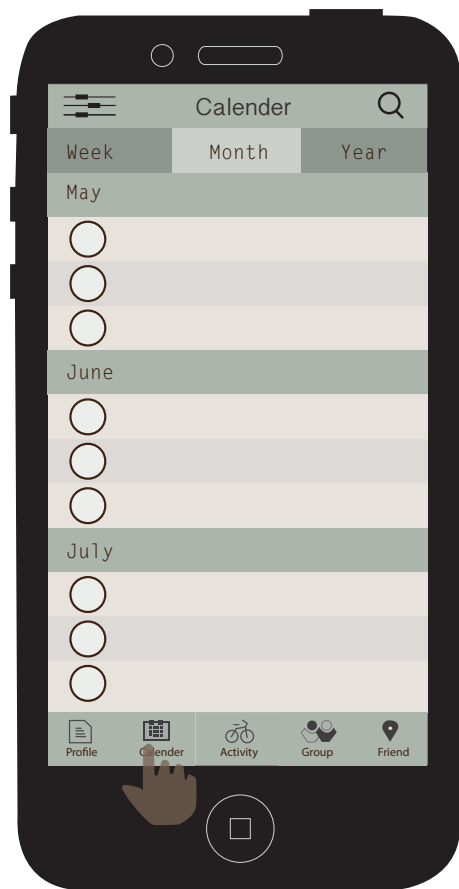 Calender
Week Month Year
May
June
July
Profile Calender Activity Group Friend